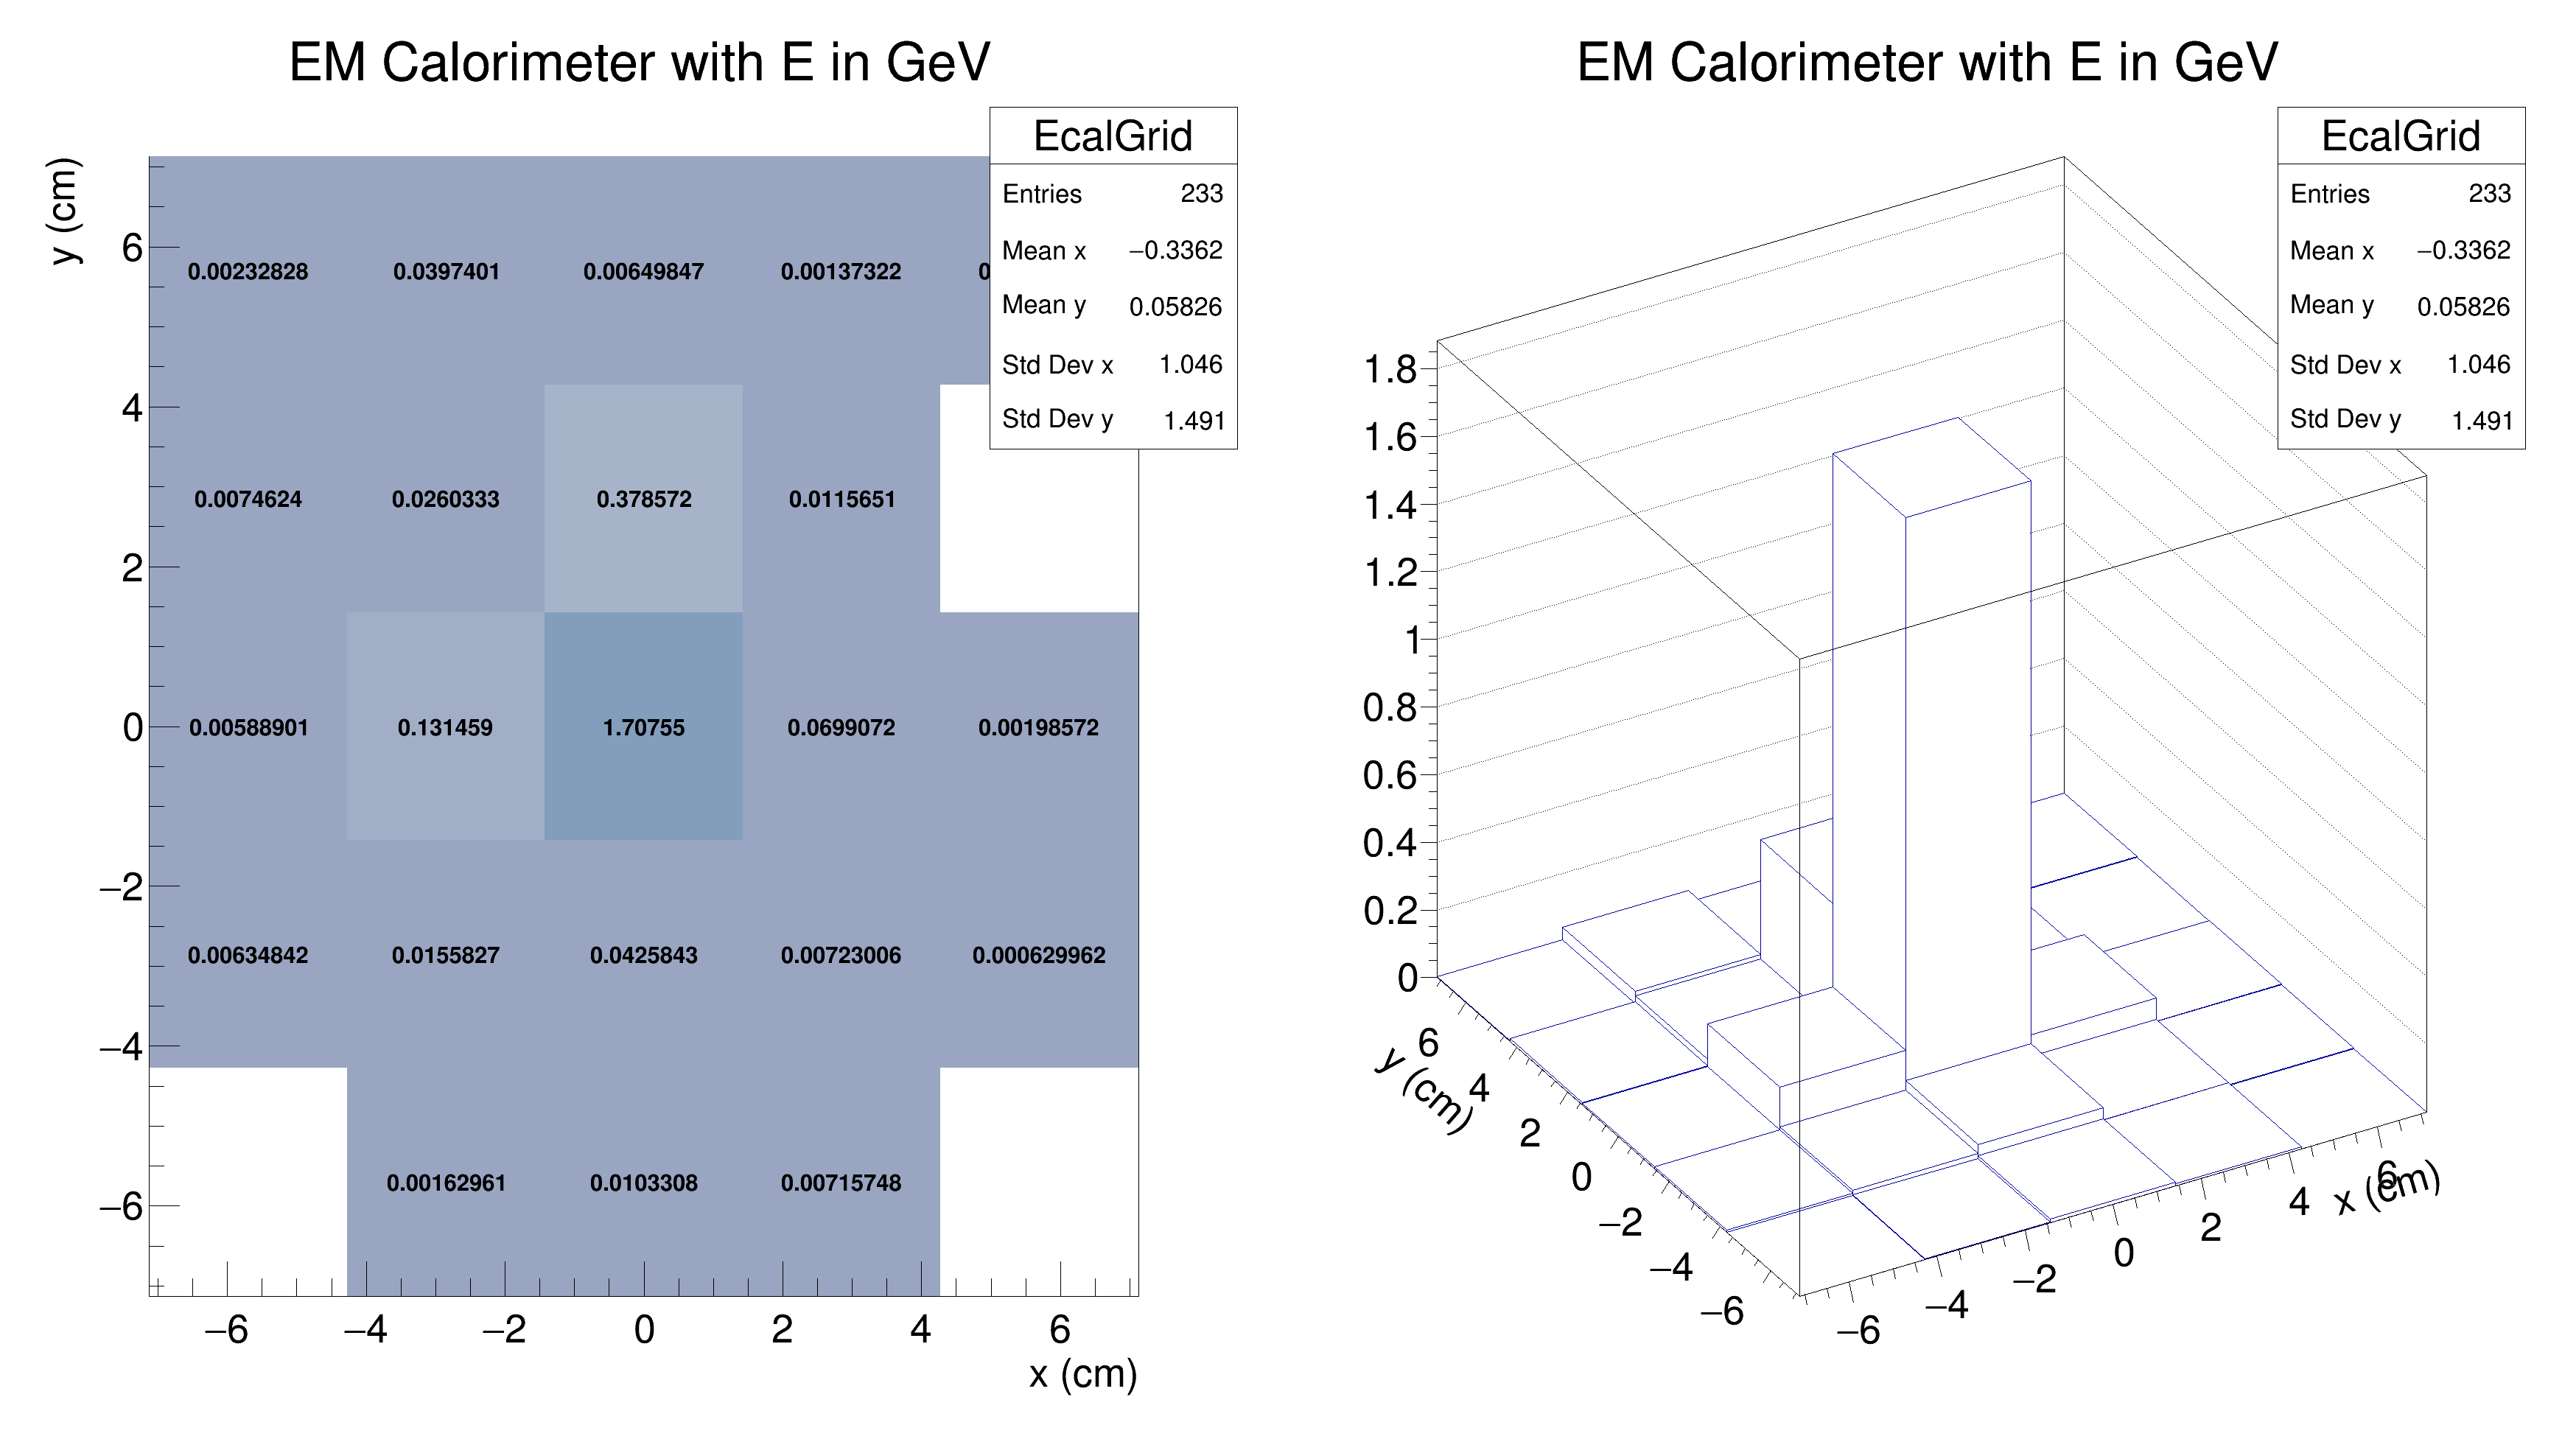 EM Calorimeter with E in GeV
EcalGrid
Entries 233
Mean x −0.3362
Mean y 0.05826
Std Dev x 1.046
Std Dev y 1.491
y (cm)
6
4
2
0
−2
−4
−6
0.00232828 0.0397401 0.00649847 0.00137322 0
0.0074624 0.0260333 0.378572 0.0115651
0.00588901 0.131459 1.70755 0.0699072 0.00198572
0.00634842 0.0155827 0.0425843 0.00723006 0.000629962
0.00162961 0.0103308 0.00715748
−6 −4 −2 0 2 4 6
x (cm)
EM Calorimeter with E in GeV
EcalGrid
Entries 233
Mean x −0.3362
Mean y 0.05826
Std Dev x 1.046
Std Dev y 1.491
1.8
1.6
1.4
1.2
1
0.8
0.6
0.4
0.2
0
6
4
2
0
−2
−4
−6
y (cm)
−6 −4 −2 0 2 4 6
x (cm)